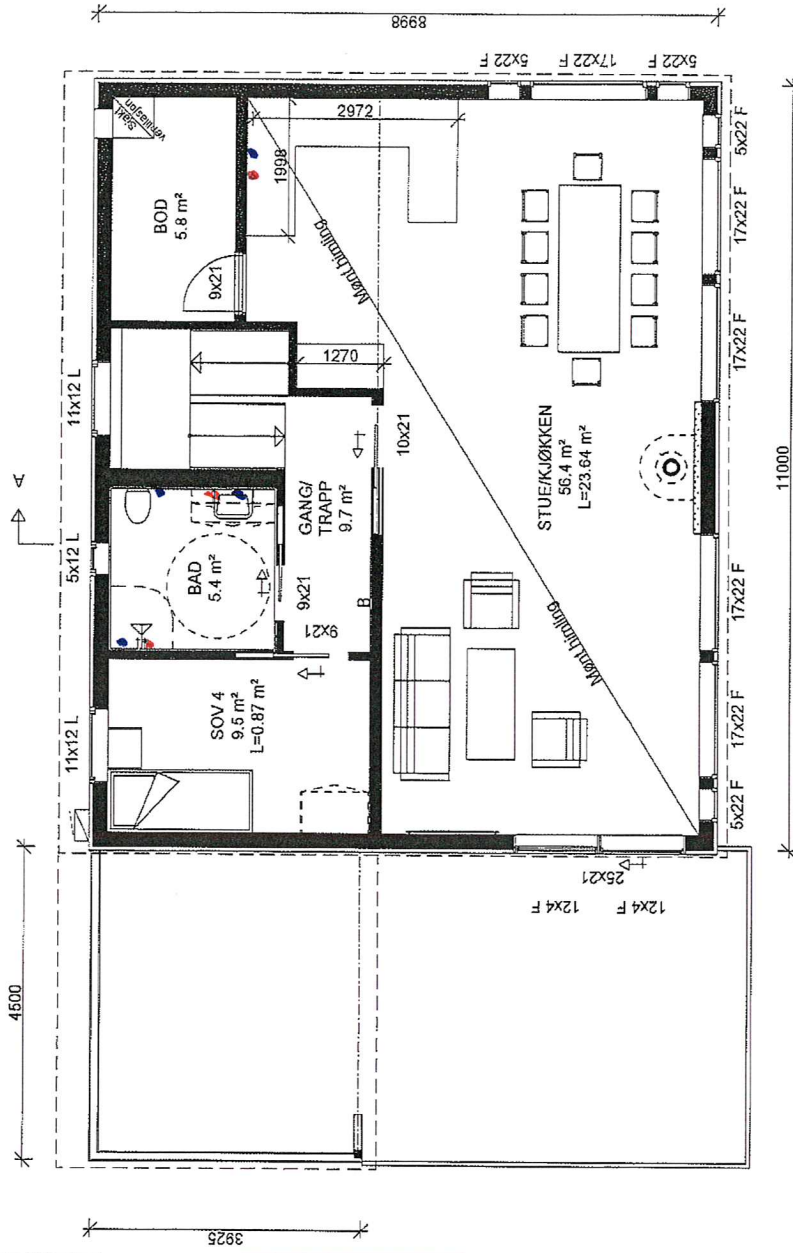 8998
5x22 F
17x22 F
5x22 F
Sjakt
ventilasjon
BOD
5.8 m²
9x21
2972
1998
5x22 F
17x22 F
17x22 F
11x12 L
1270
Mønt himling
10x21
A
5x12 L
BAD
5.4 m²
GANG/
TRAPP
9.7 m²
9x21
9x21
B
STUE/KJØKKEN
56.4 m²
L=23.64 m²
11000
11x12 L
SOV 4
9.5 m²
L=0.87 m²
Mønt himling
17x22 F
17x22 F
5x22 F
25x21
12x4 F
12x4 F
4500
3925